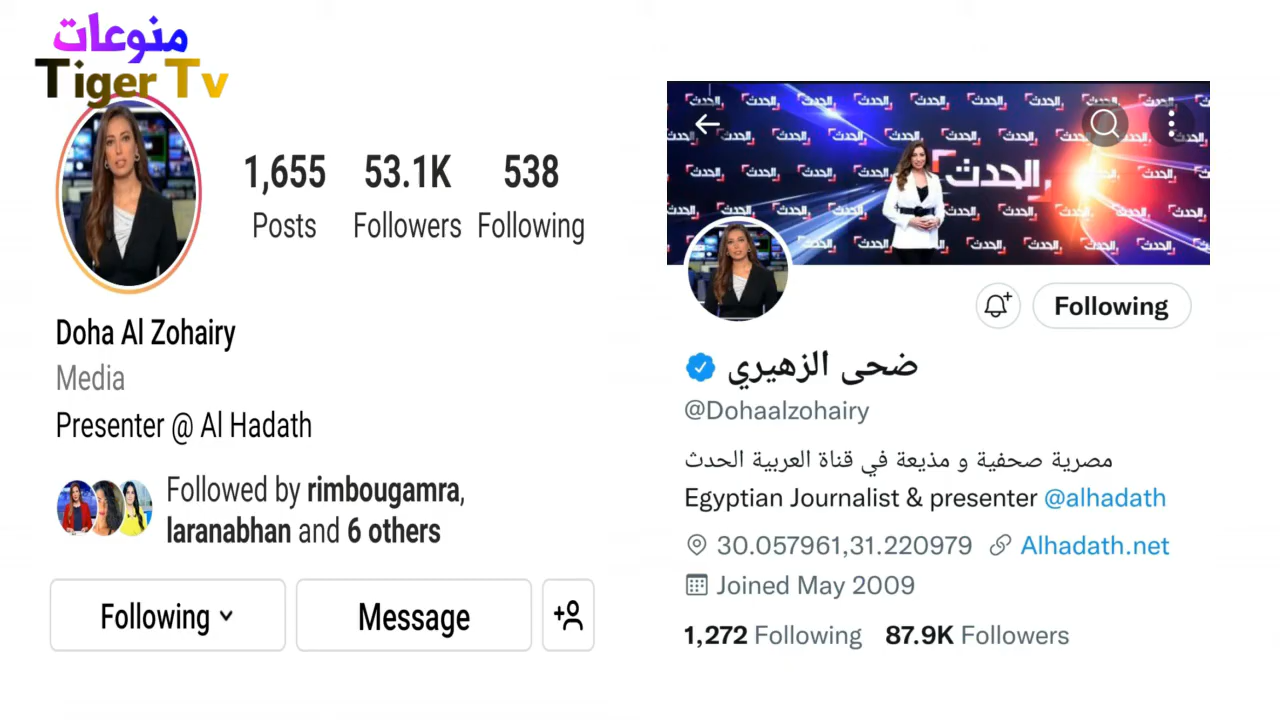 منوعات
Tiger Tv
1,655 53.1K 538
Posts Followers Following
Doha Al Zohairy
Media
Presenter @ Al Hadath
Followed by rimbougamra,
laranabhan and 6 others
Following Message
الحدث
Following
ضحى الزهيري
@Dohaalzohairy
مصرية صحفية و مذيعة في قناة العربية الحدث
Egyptian Journalist & presenter @alhadath
30.057961,31.220979 Alhadath.net
Joined May 2009
1,272 Following 87.9K Followers